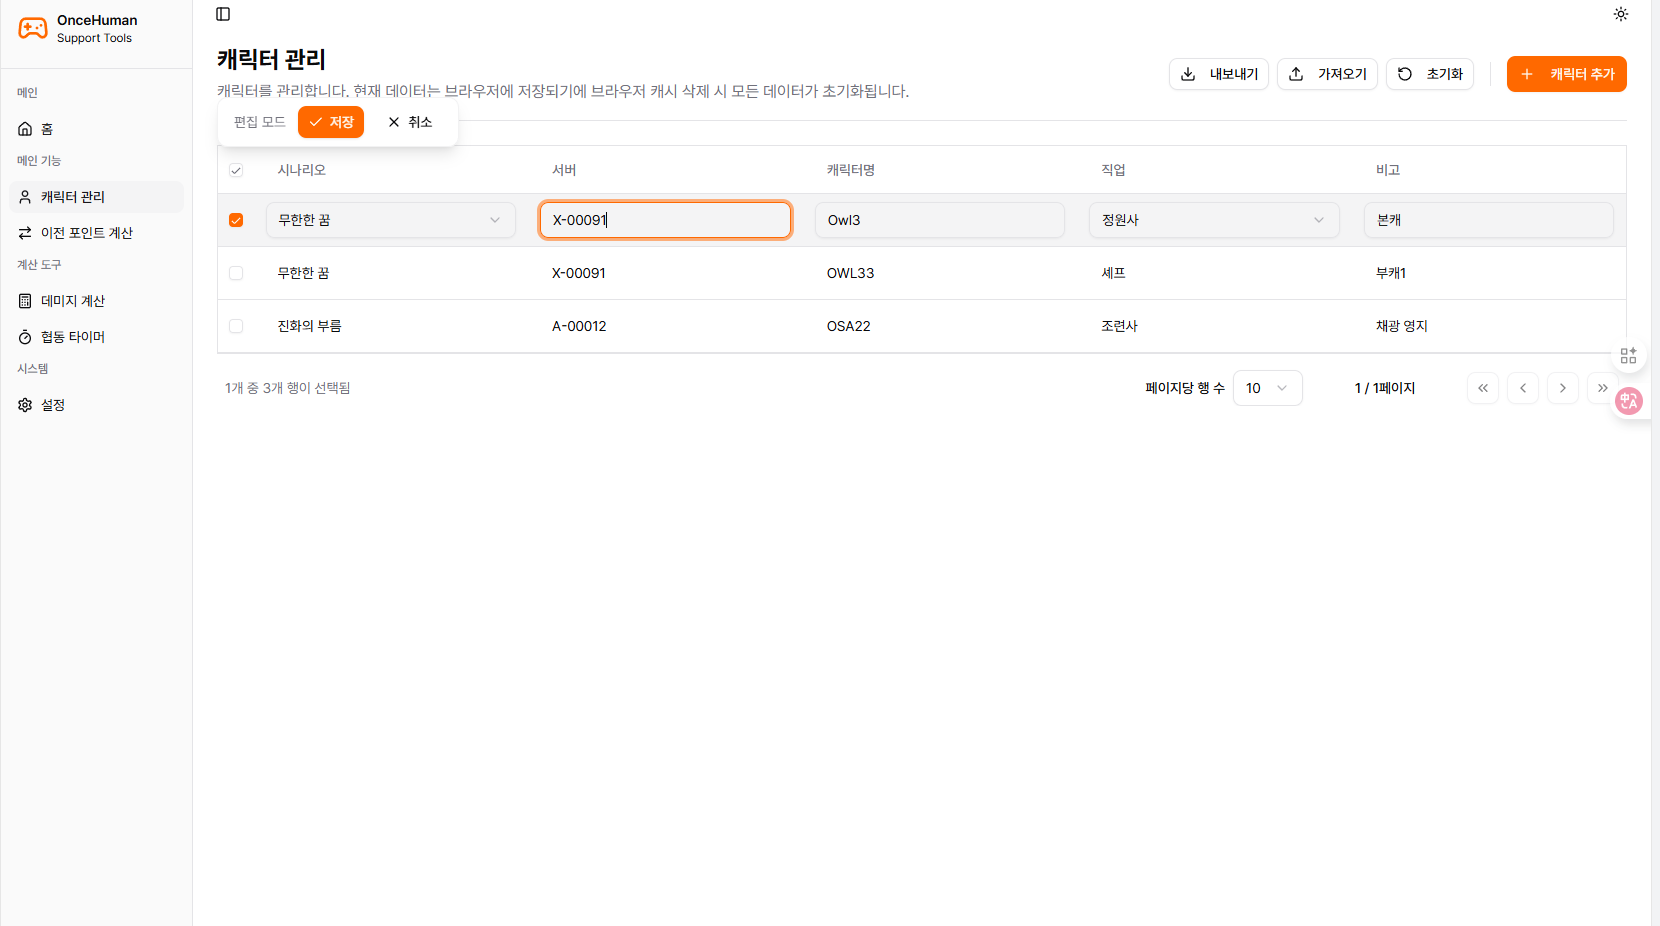 OnceHuman
Support Tools
메인
홈
메인 기능
캐릭터 관리
이전 포인트 계산
계산 도구
데미지 계산
협동 타이머
시스템
설정
캐릭터 관리
캐릭터를 관리합니다. 현재 데이터는 브라우저에 저장되기에 브라우저 캐시 삭제 시 모든 데이터가 초기화됩니다.
내보내기 가져오기 초기화 캐릭터 추가
편집 모드 저장 취소
시나리오 서버 캐릭터명 직업 비고
무한한 꿈 X-00091 Owl3 정원사 본캐
무한한 꿈 X-00091 OWL33 셰프 부캐1
진화의 부름 A-00012 OSA22 조련사 채광 영지
1개 중 3개 행이 선택됨 페이지당 행 수 10 1 / 1페이지
中A